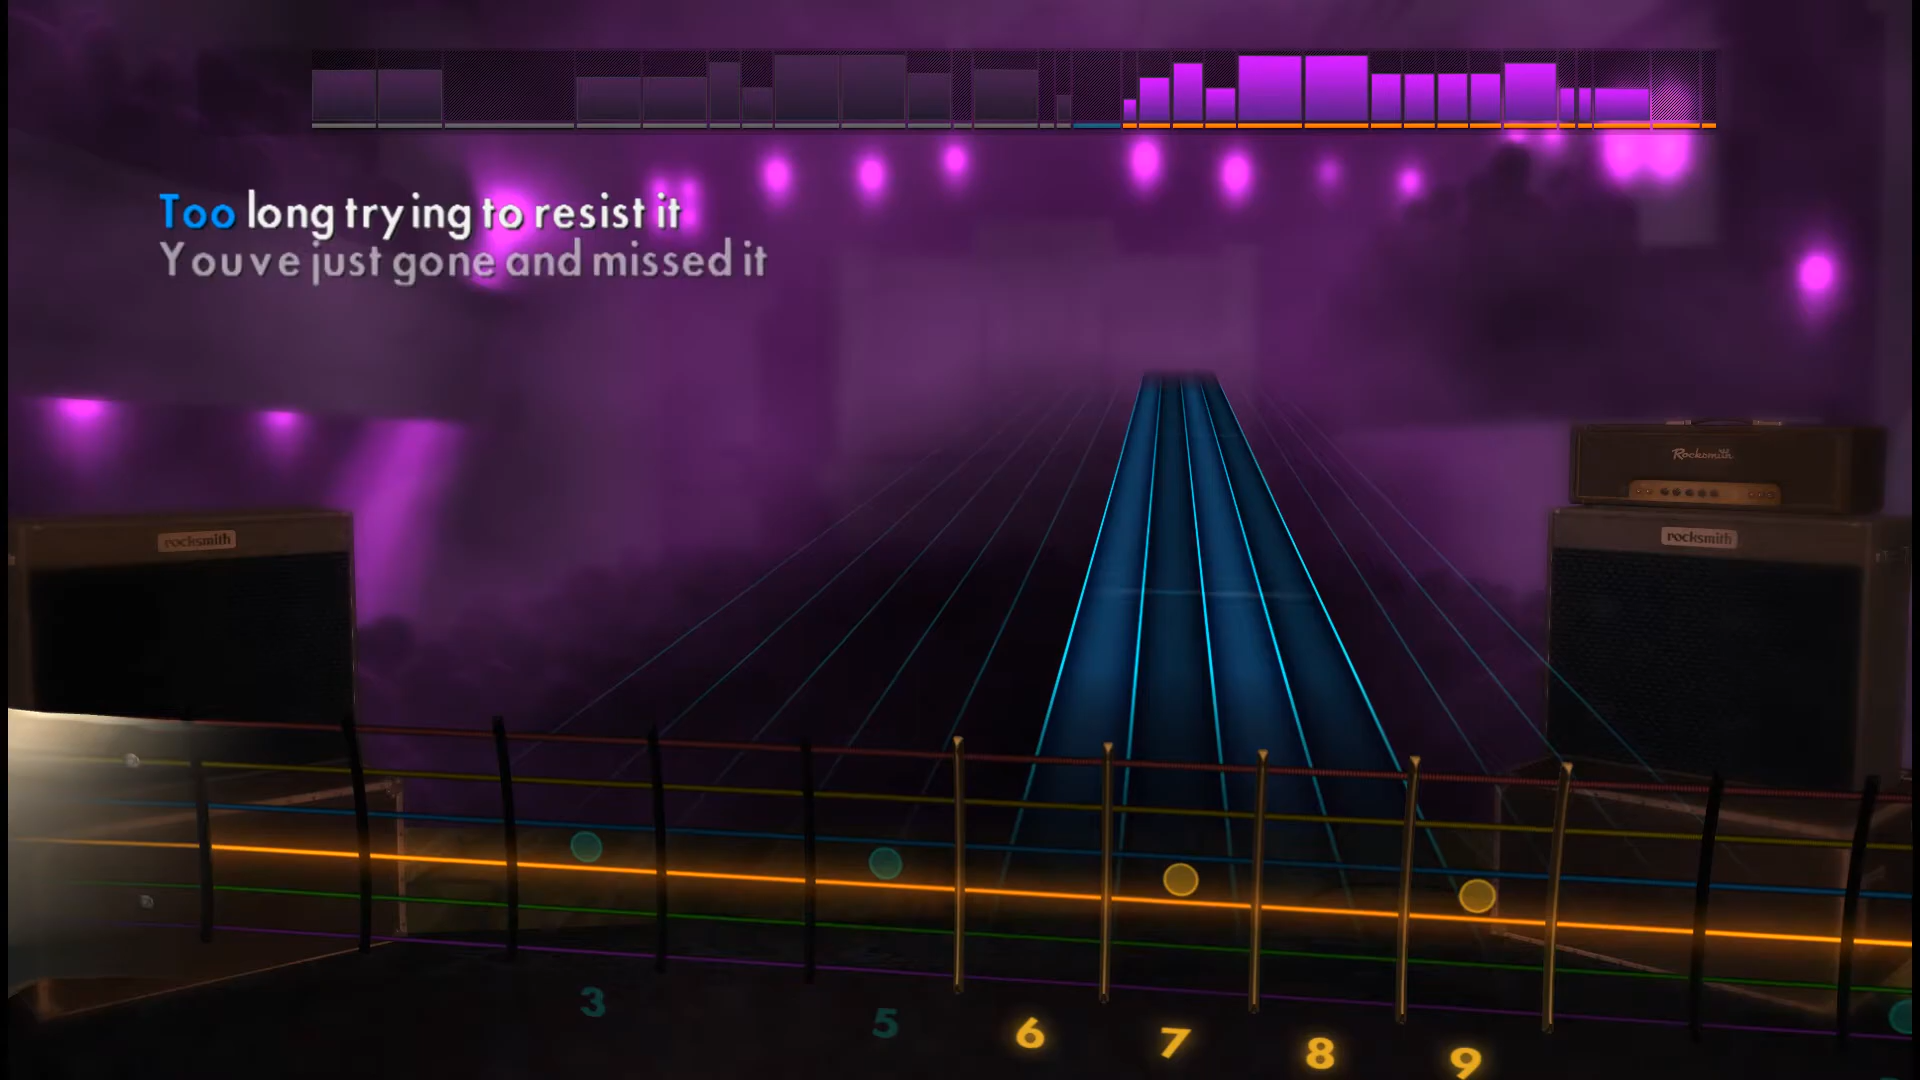 Too long trying to resist it
Youve just gone and missed it
Rocksmith
rocksmith
rocksmith
3
5
6
7
8
9